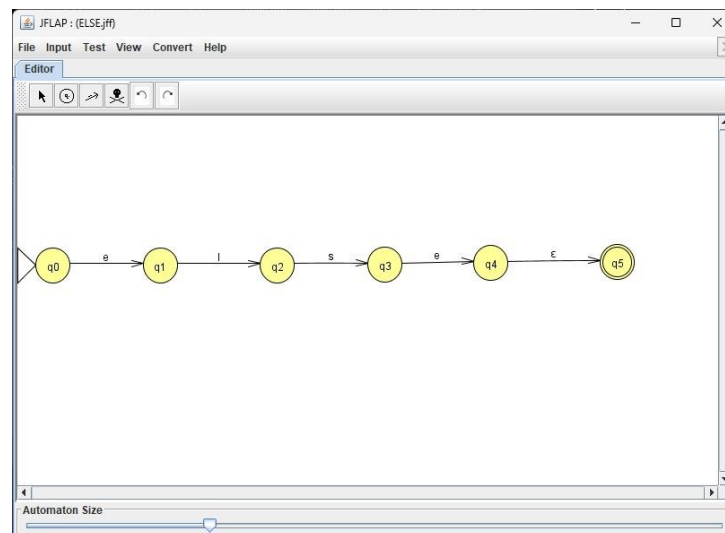 JFLAP : (ELSE.jff)
File Input Test View Convert Help
Editor
e l s e ε
q0 q1 q2 q3 q4 q5
Automaton Size